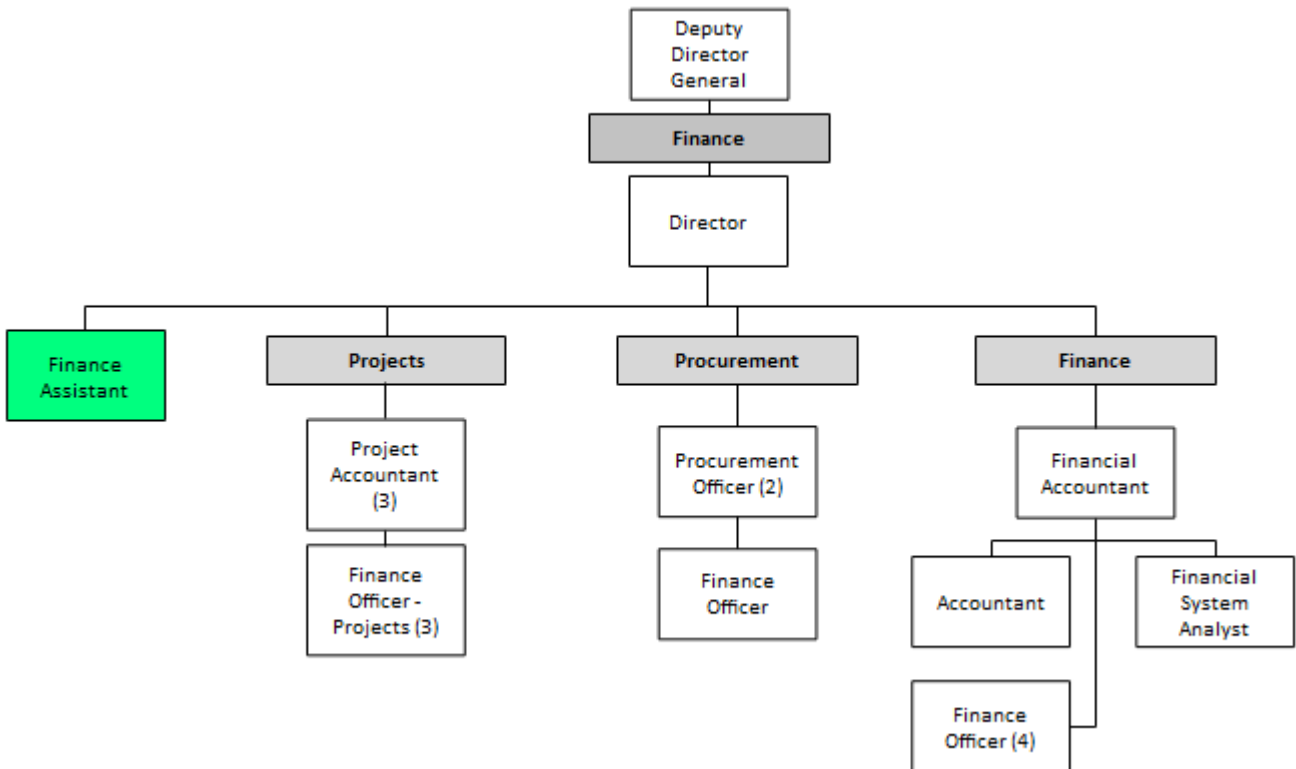 Deputy
Director
General
Finance
Director
Finance
Assistant
Projects
Procurement
Finance
Project
Accountant
(3)
Procurement
Officer (2)
Financial
Accountant
Finance
Officer -
Projects (3)
Finance
Officer
Accountant
Financial
System
Analyst
Finance
Officer (4)